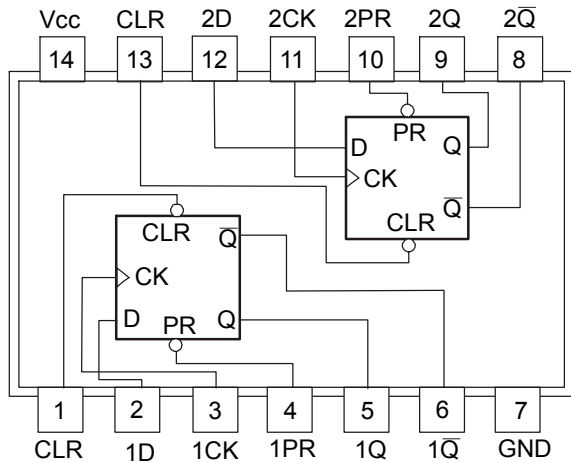 Vcc CLR 2D 2CK 2PR 2Q 2Q̅
14 13 12 11 10 9 8
PR
D Q
CK
Q̅
CLR
CLR Q̅
CK
D PR Q
1 2 3 4 5 6 7
CLR 1D 1CK 1PR 1Q 1Q̅ GND